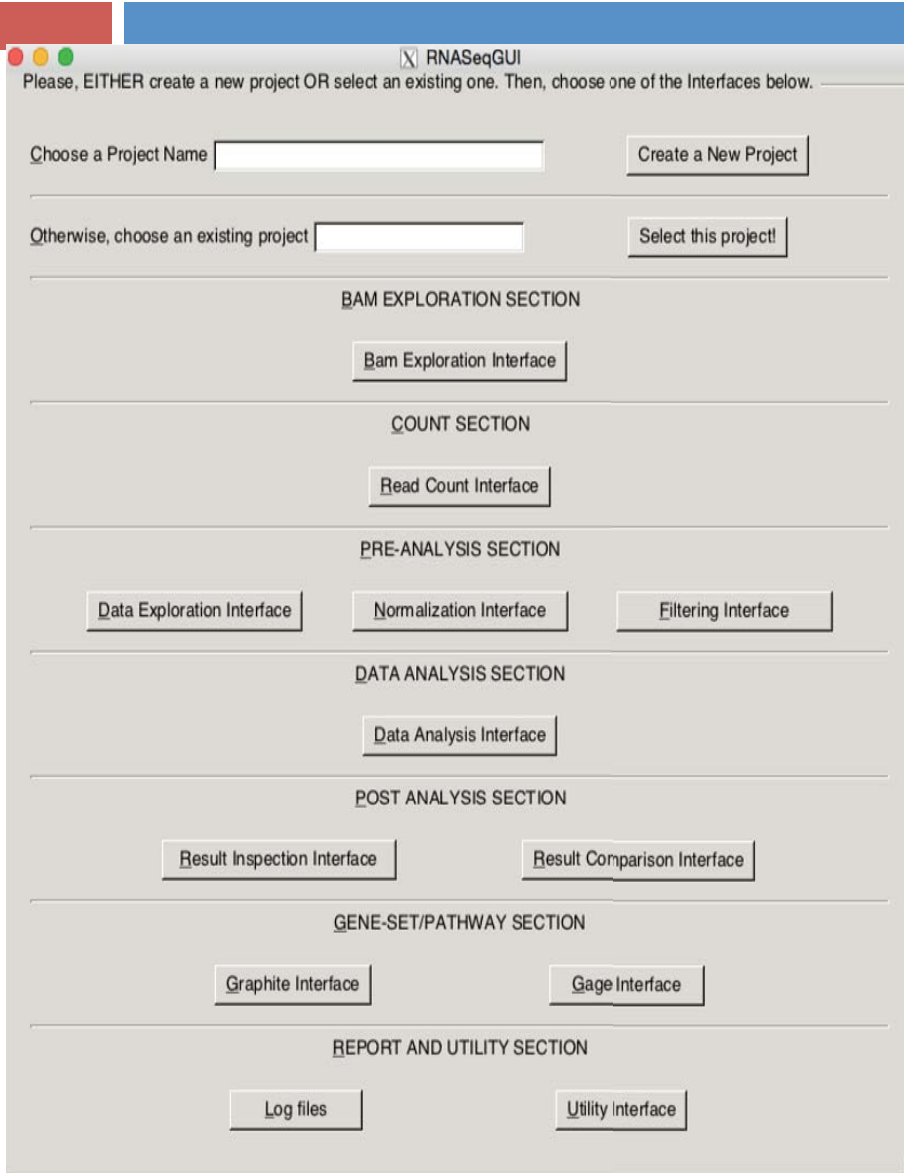 RNASeqGUI
Please, EITHER create a new project OR select an existing one. Then, choose one of the Interfaces below.
Choose a Project Name
Create a New Project
Otherwise, choose an existing project
Select this project!
BAM EXPLORATION SECTION
Bam Exploration Interface
COUNT SECTION
Read Count Interface
PRE-ANALYSIS SECTION
Data Exploration Interface
Normalization Interface
Filtering Interface
DATA ANALYSIS SECTION
Data Analysis Interface
POST ANALYSIS SECTION
Result Inspection Interface
Result Comparison Interface
GENE-SET/PATHWAY SECTION
Graphite Interface
Gage Interface
REPORT AND UTILITY SECTION
Log files
Utility Interface